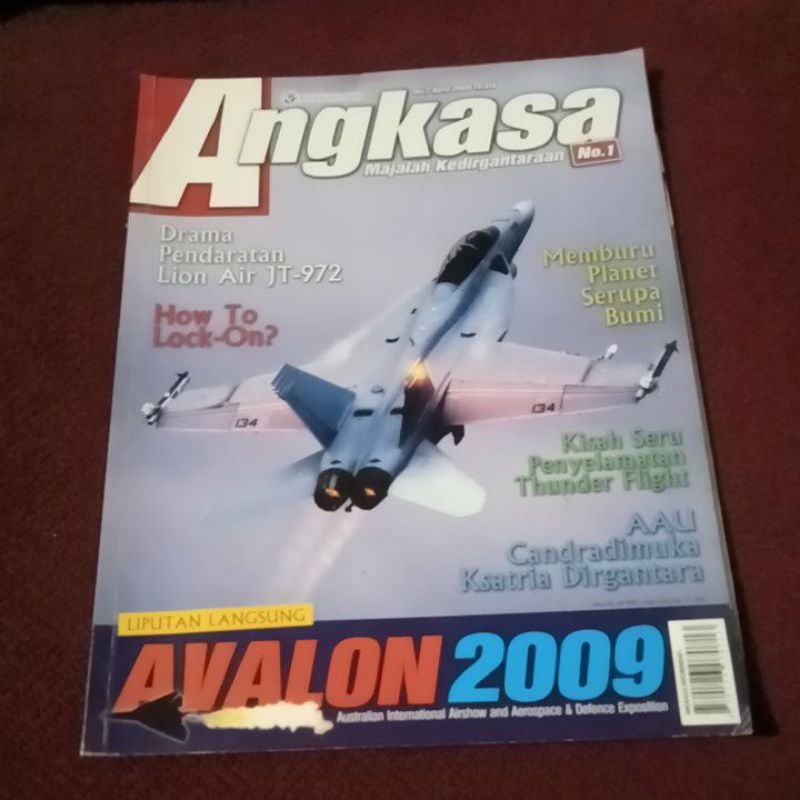 Angkasa
Majalah Kedirgantaraan
No.1
Drama
Pendaratan
Lion Air JT-972
How To
Lock-On?
Memburu
Planet
Serupa
Bumi
134
134
Kisah Seru
Penyelamatan
Thunder Flight
AAU
Candradimuka
Ksatria Dirgantara
LIPUTAN LANGSUNG
AVALON 2009
Australian International Airshow and Aerospace & Defence Exposition